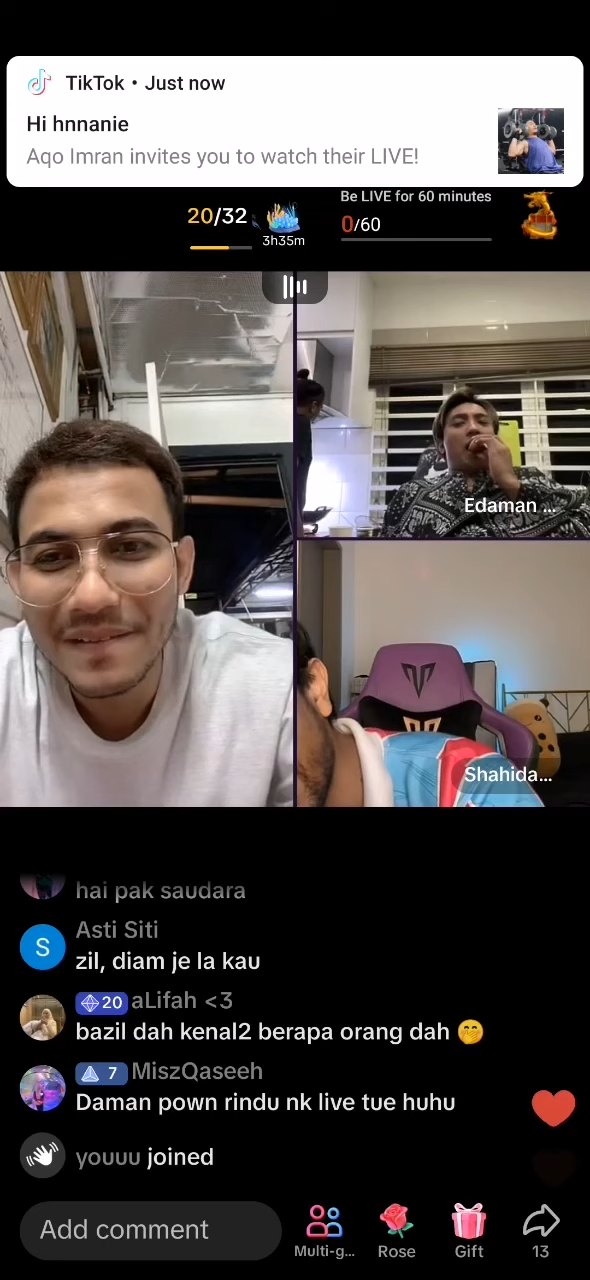 TikTok • Just now
Hi hnnanie
Aqo Imran invites you to watch their LIVE!
20/32
3h35m
Be LIVE for 60 minutes
0/60
Edaman ...
Shahida...
hai pak saudara
S
Asti Siti
zil, diam je la kau
20 aLifah <3
bazil dah kenal2 berapa orang dah 🤭
7 MiszQaseeh
Daman pown rindu nk live tue huhu
youuu joined
Add comment
Multi-g...
Rose
Gift
13